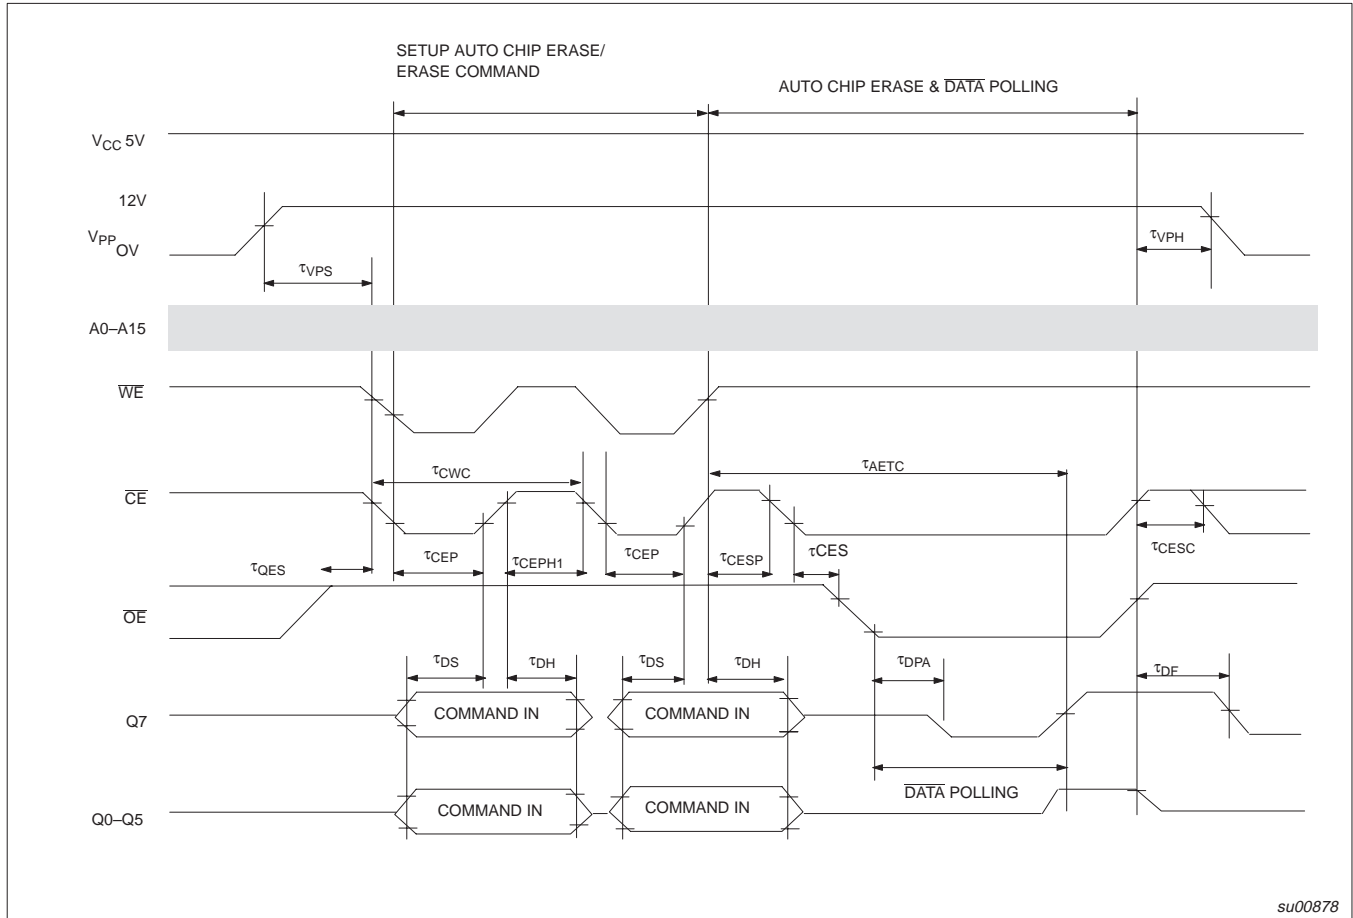 SETUP AUTO CHIP ERASE/
ERASE COMMAND
AUTO CHIP ERASE & DATA POLLING
VCC 5V
12V
VPP
OV
τVPS
τVPH
A0–A15
WE
τCWC
τAETC
CE
τCEP
τCEPH1
τCEP
τCESP
τCES
τCESC
τQES
OE
τDS
τDH
τDS
τDH
τDPA
τDF
Q7
COMMAND IN
COMMAND IN
DATA POLLING
Q0–Q5
COMMAND IN
COMMAND IN
su00878